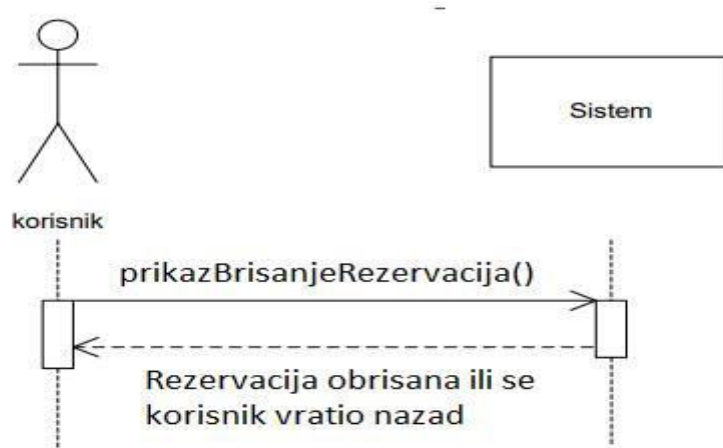 Sistem
korisnik
prikazBrisanjeRezervacija()
Rezervacija obrisana ili se
korisnik vratio nazad